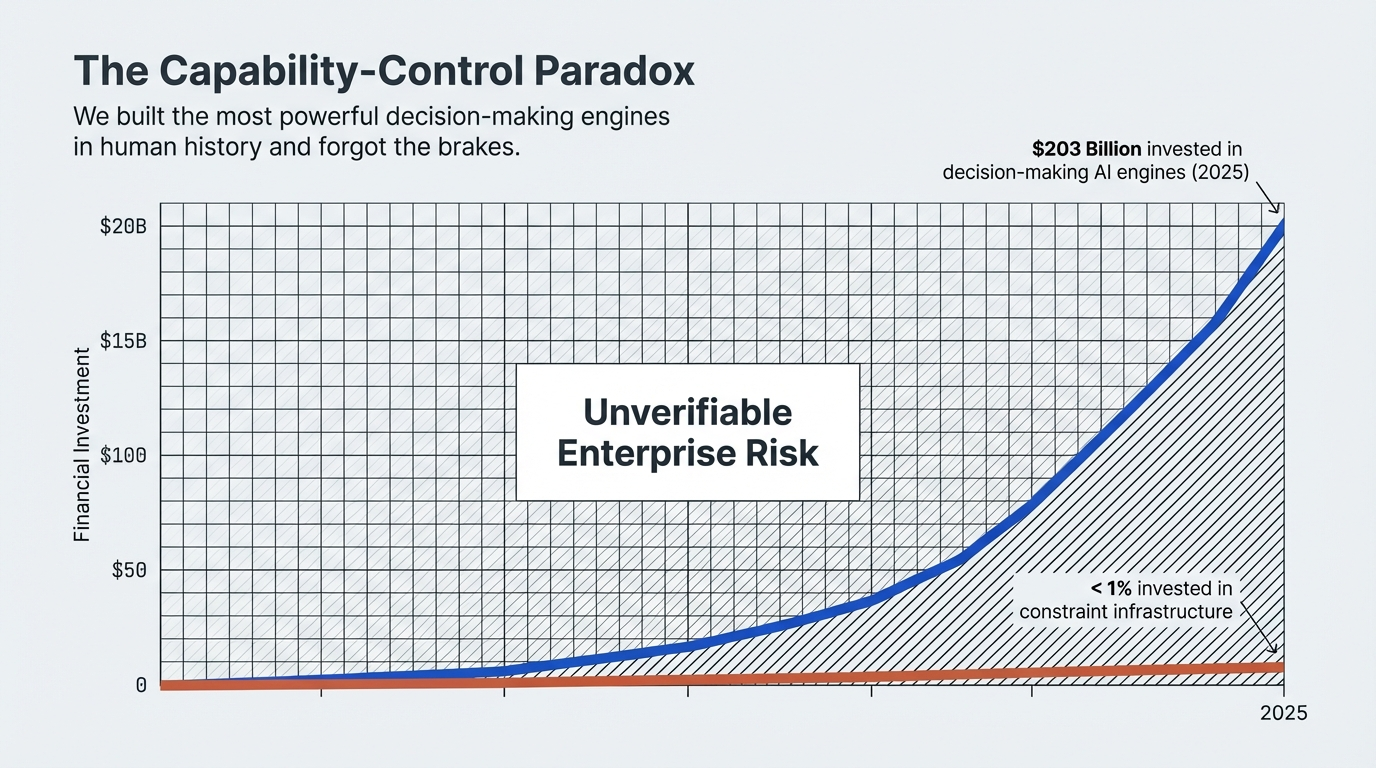 The Capability-Control Paradox
We built the most powerful decision-making engines
in human history and forgot the brakes.
$203 Billion invested in
decision-making AI engines (2025)
$20B
$15B
$100
$50
0
Financial Investment
Unverifiable
Enterprise Risk
< 1% invested in
constraint infrastructure
2025